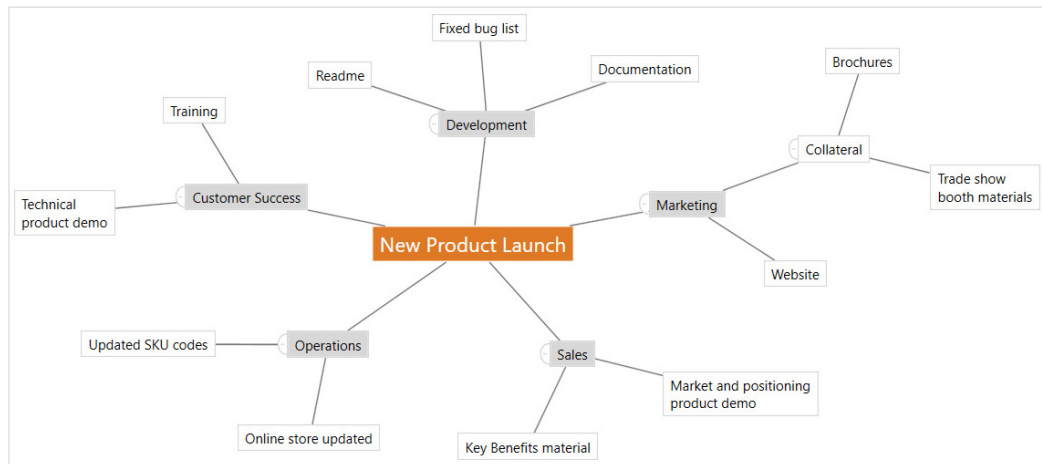 Fixed bug list
Brochures
Readme
Documentation
Training
Development
Collateral
Customer Success
Technical
product demo
Marketing
Trade show
booth materials
New Product Launch
Website
Updated SKU codes
Operations
Sales
Market and positioning
product demo
Online store updated
Key Benefits material